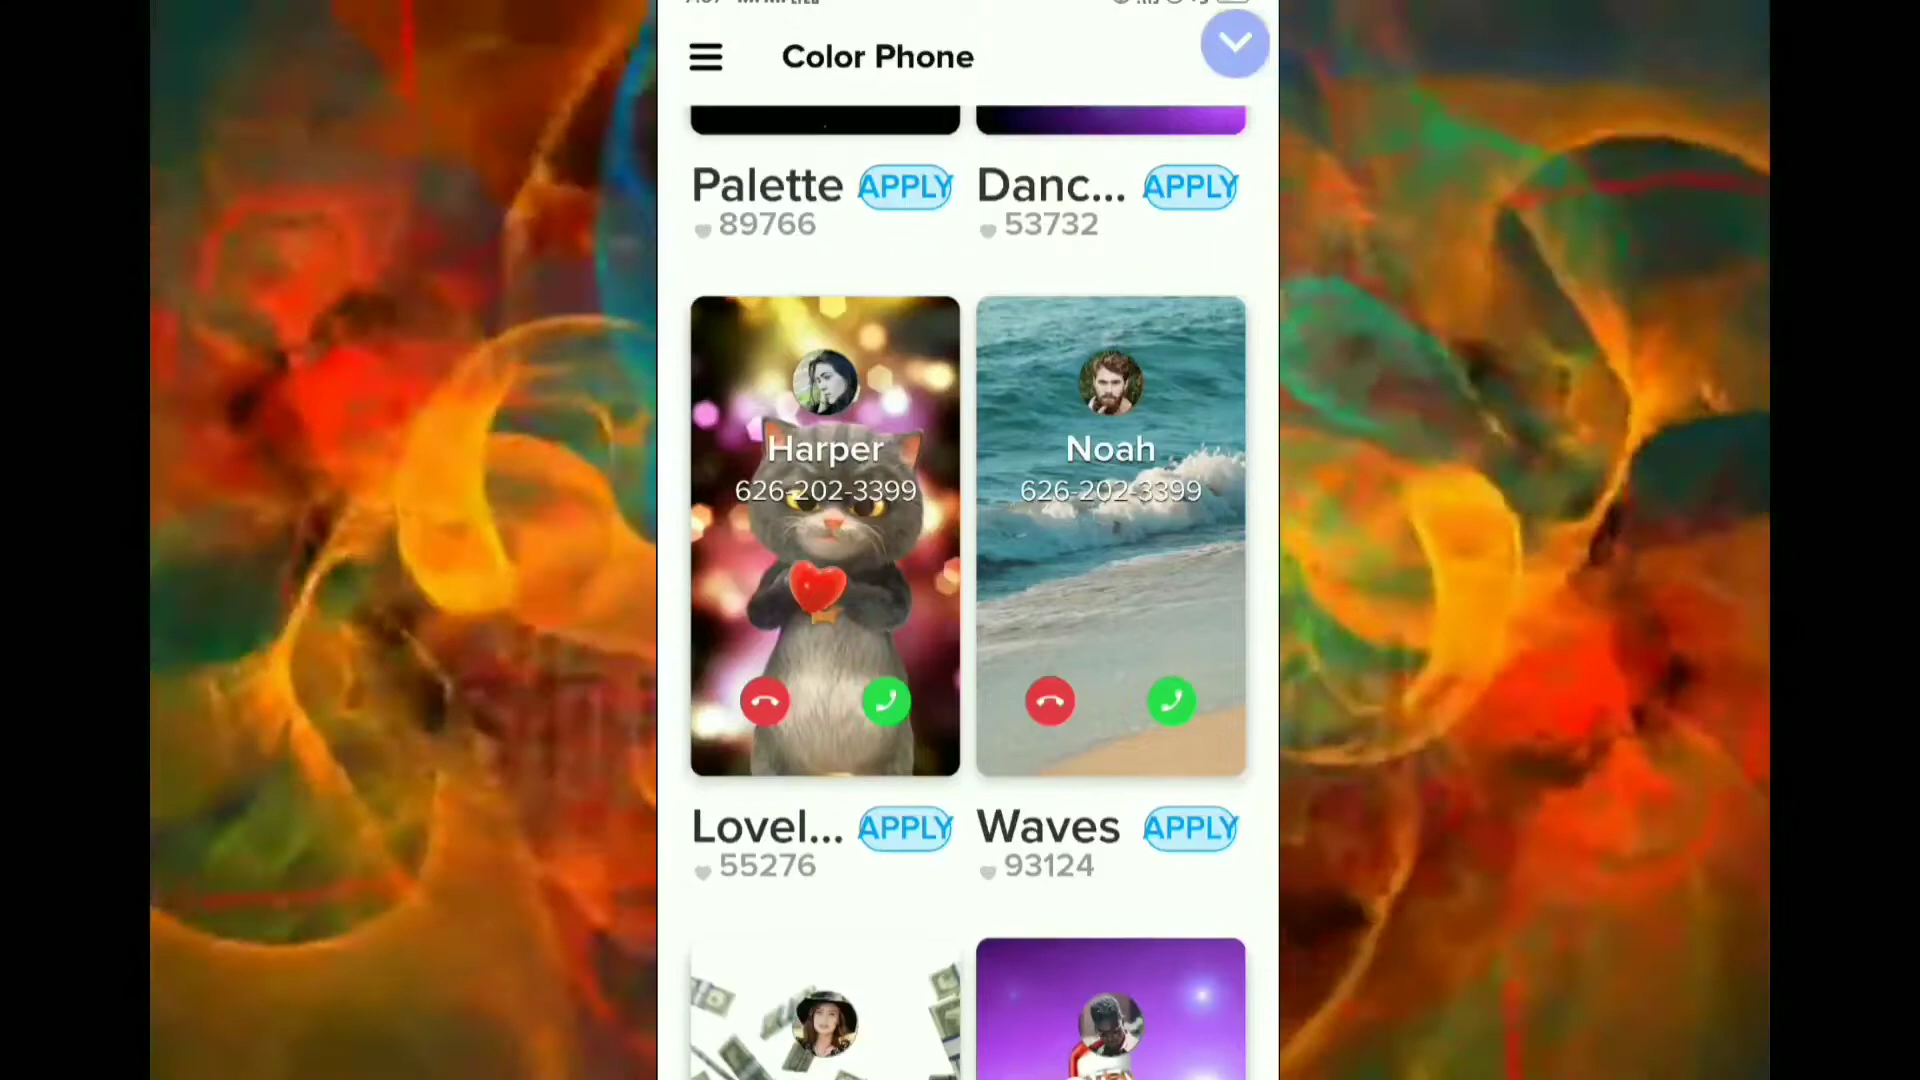 Color Phone
Palette APPLY Danc... APPLY
89766 53732
Harper Noah
626-202-3399 626-202-3399
Lovel... APPLY Waves APPLY
55276 93124